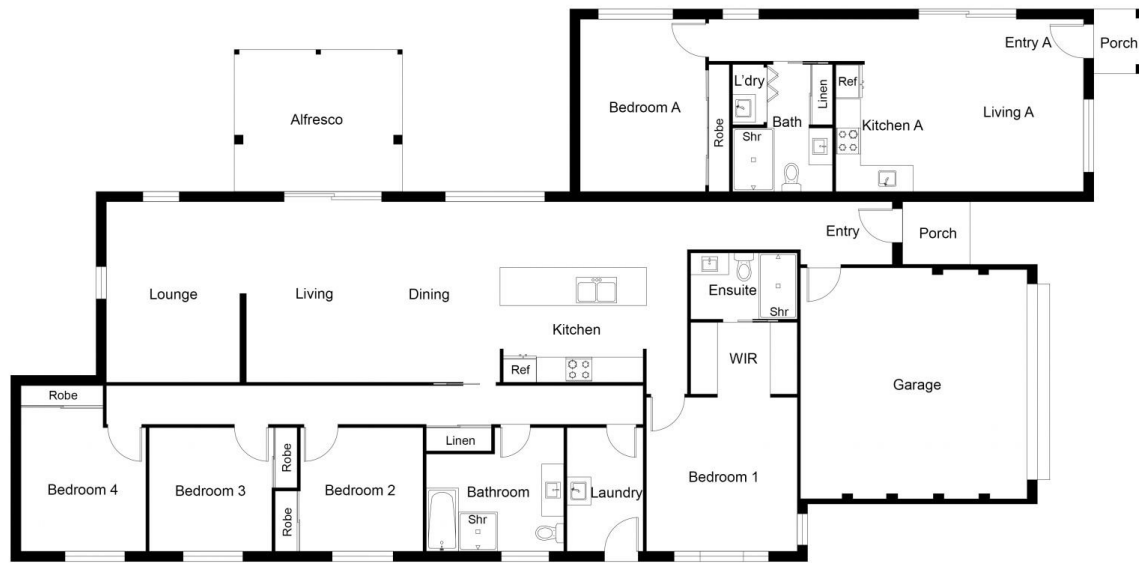 Entry A
Porch
L'dry
Ref
Bedroom A
Robe
Bath
Linen
Kitchen A
Living A
Shr
Alfresco
Entry
Porch
Lounge
Living
Dining
Ensuite
Shr
Kitchen
WIR
Ref
Garage
Robe
Linen
Robe
Bedroom 4
Bedroom 3
Bedroom 2
Robe
Bathroom
Shr
Laundry
Bedroom 1